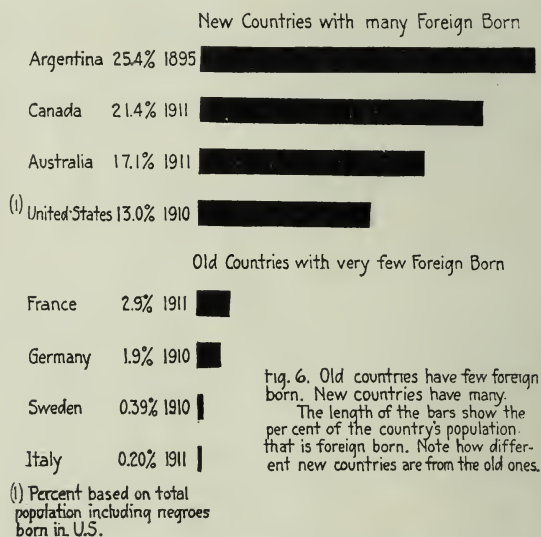 New Countries with many Foreign Born
Argentina 25.4% 1895
Canada 21.4% 1911
Australia 17.1% 1911
(1) United States 13.0% 1910
Old Countries with very few Foreign Born
France 2.9% 1911
Germany 1.9% 1910
Sweden 0.39% 1910
Italy 0.20% 1911
Fig. 6. Old countries have few foreign
born. New countries have many.
The length of the bars show the
per cent of the country's population
that is foreign born. Note how differ-
ent new countries are from the old ones.
(1) Percent based on total
population including negroes
born in U.S.